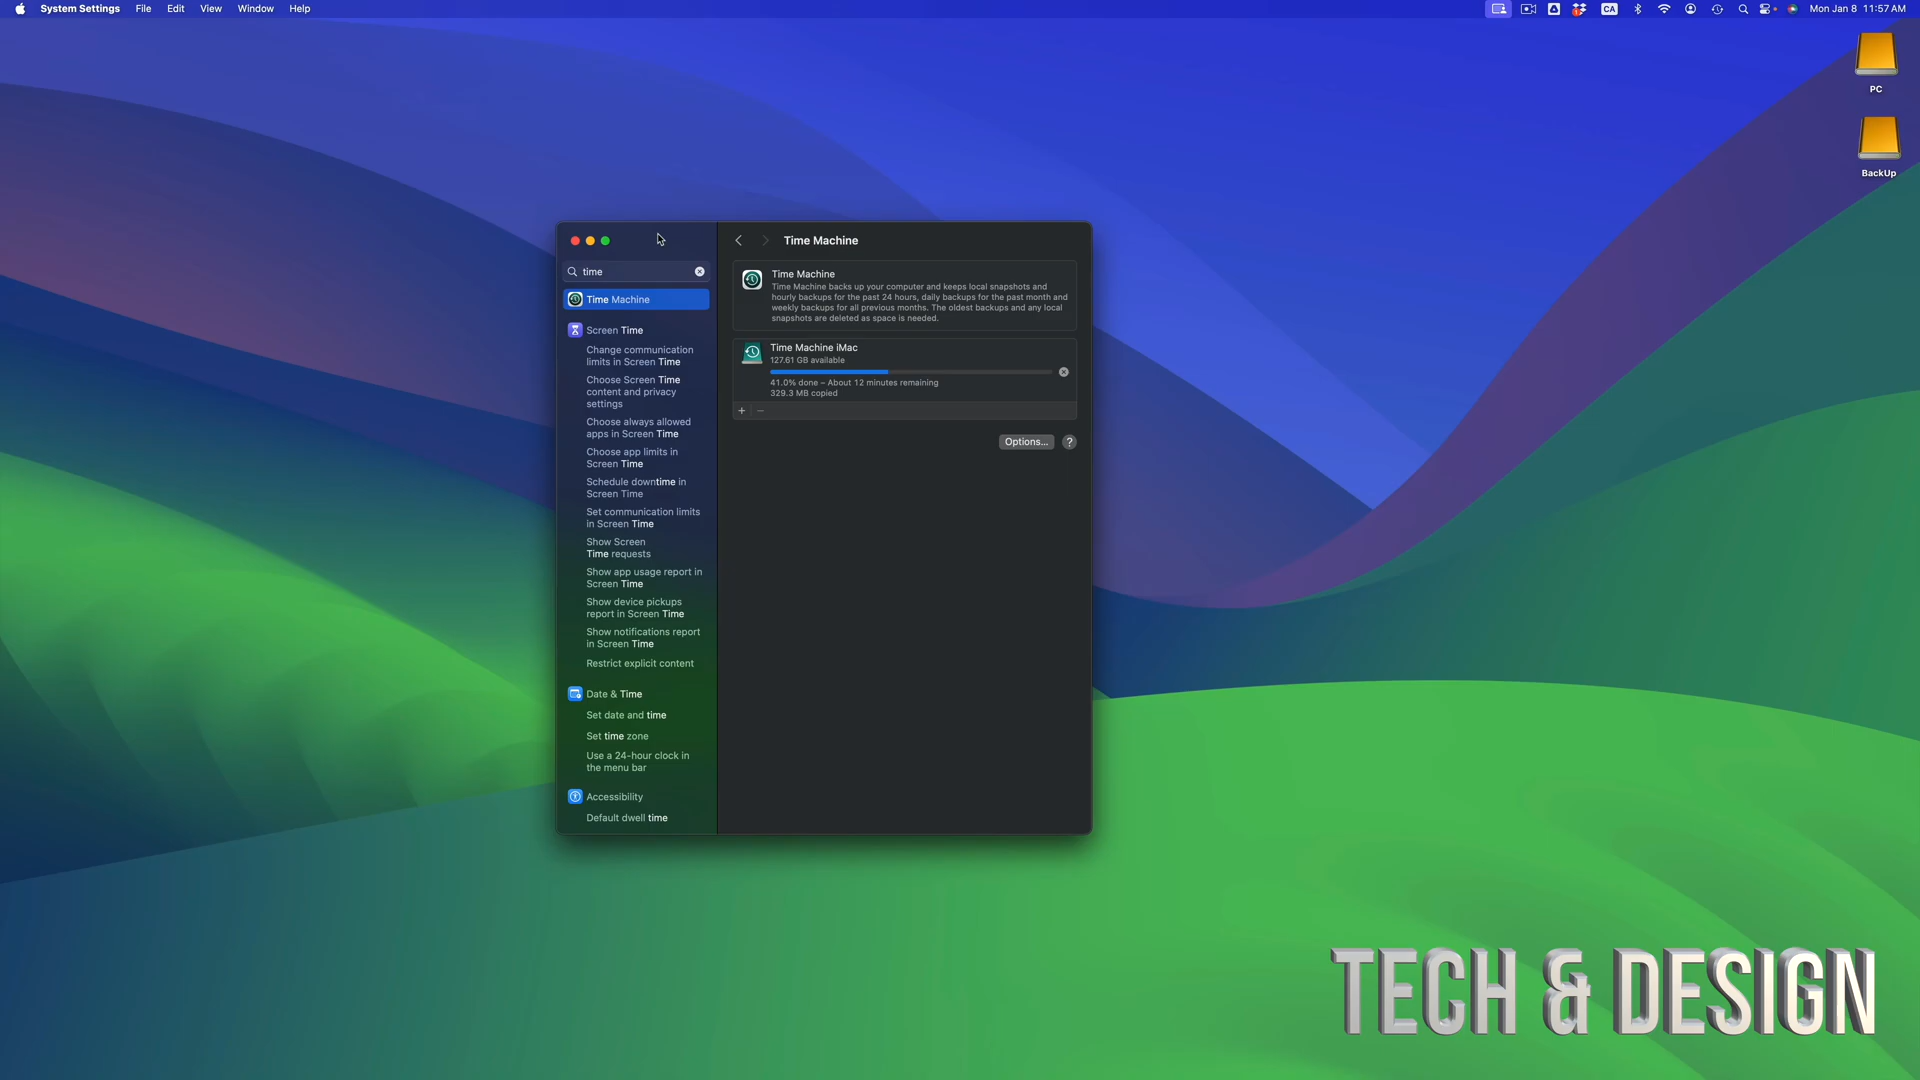 System Settings File Edit View Window Help
CA Mon Jan 8 11:57 AM
PC
BackUp
time
Time Machine
Screen Time
Change communication
limits in Screen Time
Choose Screen Time
content and privacy
settings
Choose always allowed
apps in Screen Time
Choose app limits in
Screen Time
Schedule downtime in
Screen Time
Set communication limits
in Screen Time
Show Screen
Time requests
Show app usage report in
Screen Time
Show device pickups
report in Screen Time
Show notifications report
in Screen Time
Restrict explicit content
Date & Time
Set date and time
Set time zone
Use a 24-hour clock in
the menu bar
Accessibility
Default dwell time
Time Machine
Time Machine
Time Machine backs up your computer and keeps local snapshots and
hourly backups for the past 24 hours, daily backups for the past month and
weekly backups for all previous months. The oldest backups and any local
snapshots are deleted as space is needed.
Time Machine iMac
127.61 GB available
41.0% done – About 12 minutes remaining
329.3 MB copied
+ −
Options... ?
TECH & DESIGN